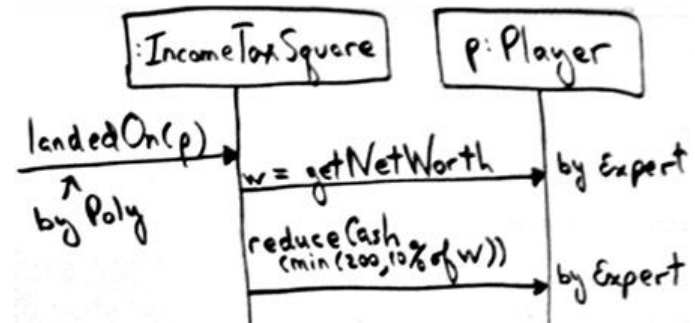 :IncomeTaxSquare
p: Player
landedOn(p)
by Poly
w = getNetWorth
by Expert
reduceCash
(min(200,10% of w))
by Expert